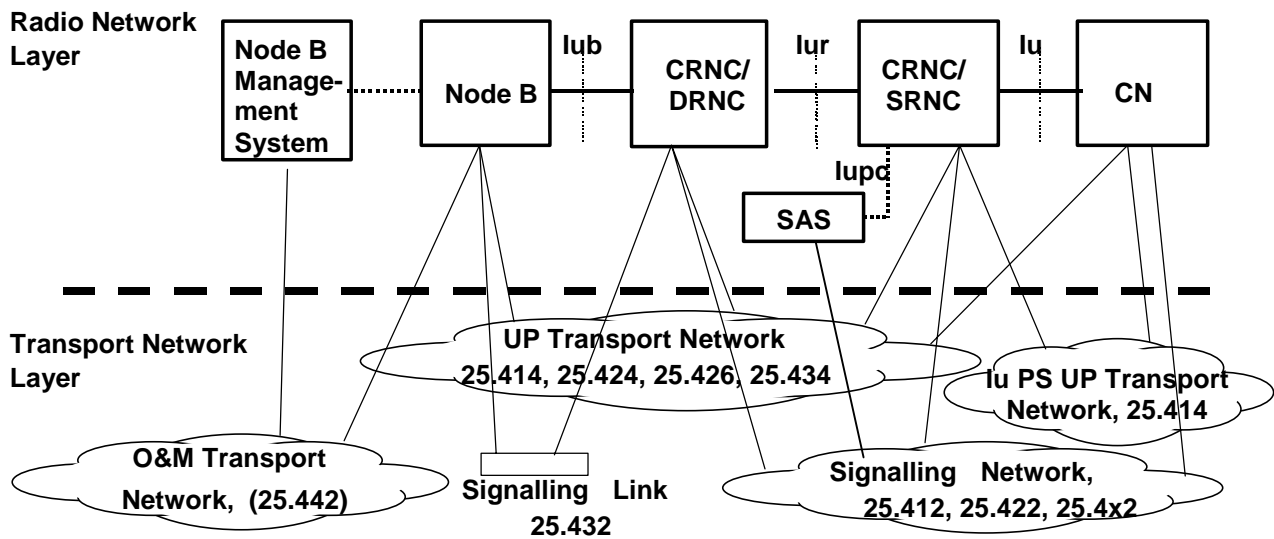 Radio Network
Layer
Node B
Manage-
ment
System
Node B
Iub
CRNC/
DRNC
Iur
CRNC/
SRNC
Iu
CN
Iupc
SAS
Transport Network
Layer
UP Transport Network
25.414, 25.424, 25.426, 25.434
Iu PS UP Transport
Network, 25.414
O&M Transport
Network, (25.442)
Signalling Link
25.432
Signalling Network,
25.412, 25.422, 25.4x2